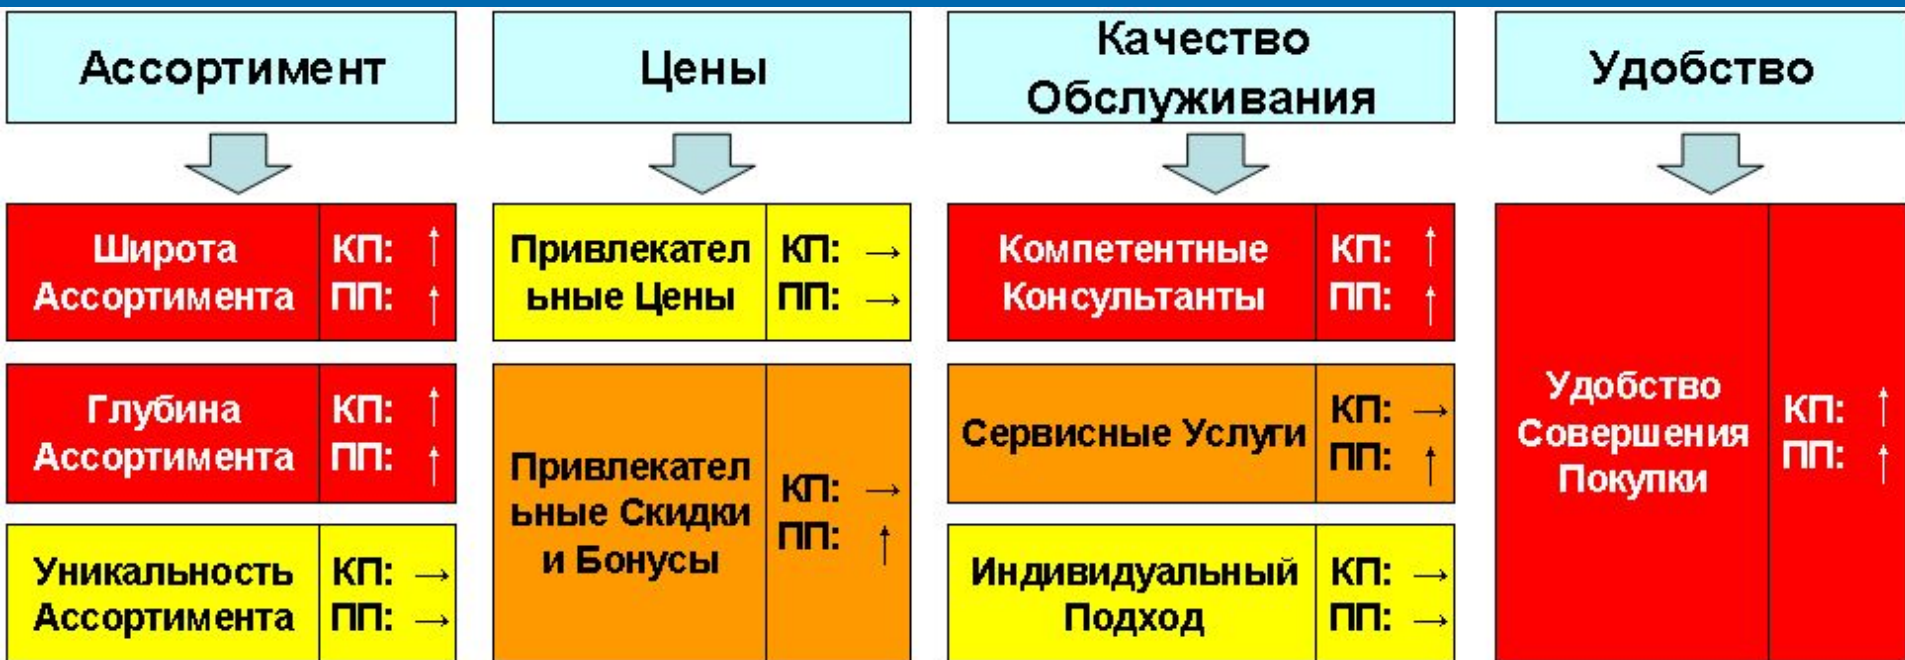 Ассортимент
Цены
Качество
Обслуживания
Удобство
Широта
Ассортимента
КП: ↑
ПП: ↑
Глубина
Ассортимента
КП: ↑
ПП: ↑
Уникальность
Ассортимента
КП: →
ПП: →
Привлекател
ьные Цены
КП: →
ПП: →
Привлекател
ьные Скидки
и Бонусы
КП: →
ПП: ↑
Компетентные
Консультанты
КП: ↑
ПП: ↑
Сервисные Услуги
КП: →
ПП: ↑
Индивидуальный
Подход
КП: →
ПП: →
Удобство
Совершения
Покупки
КП: ↑
ПП: ↑